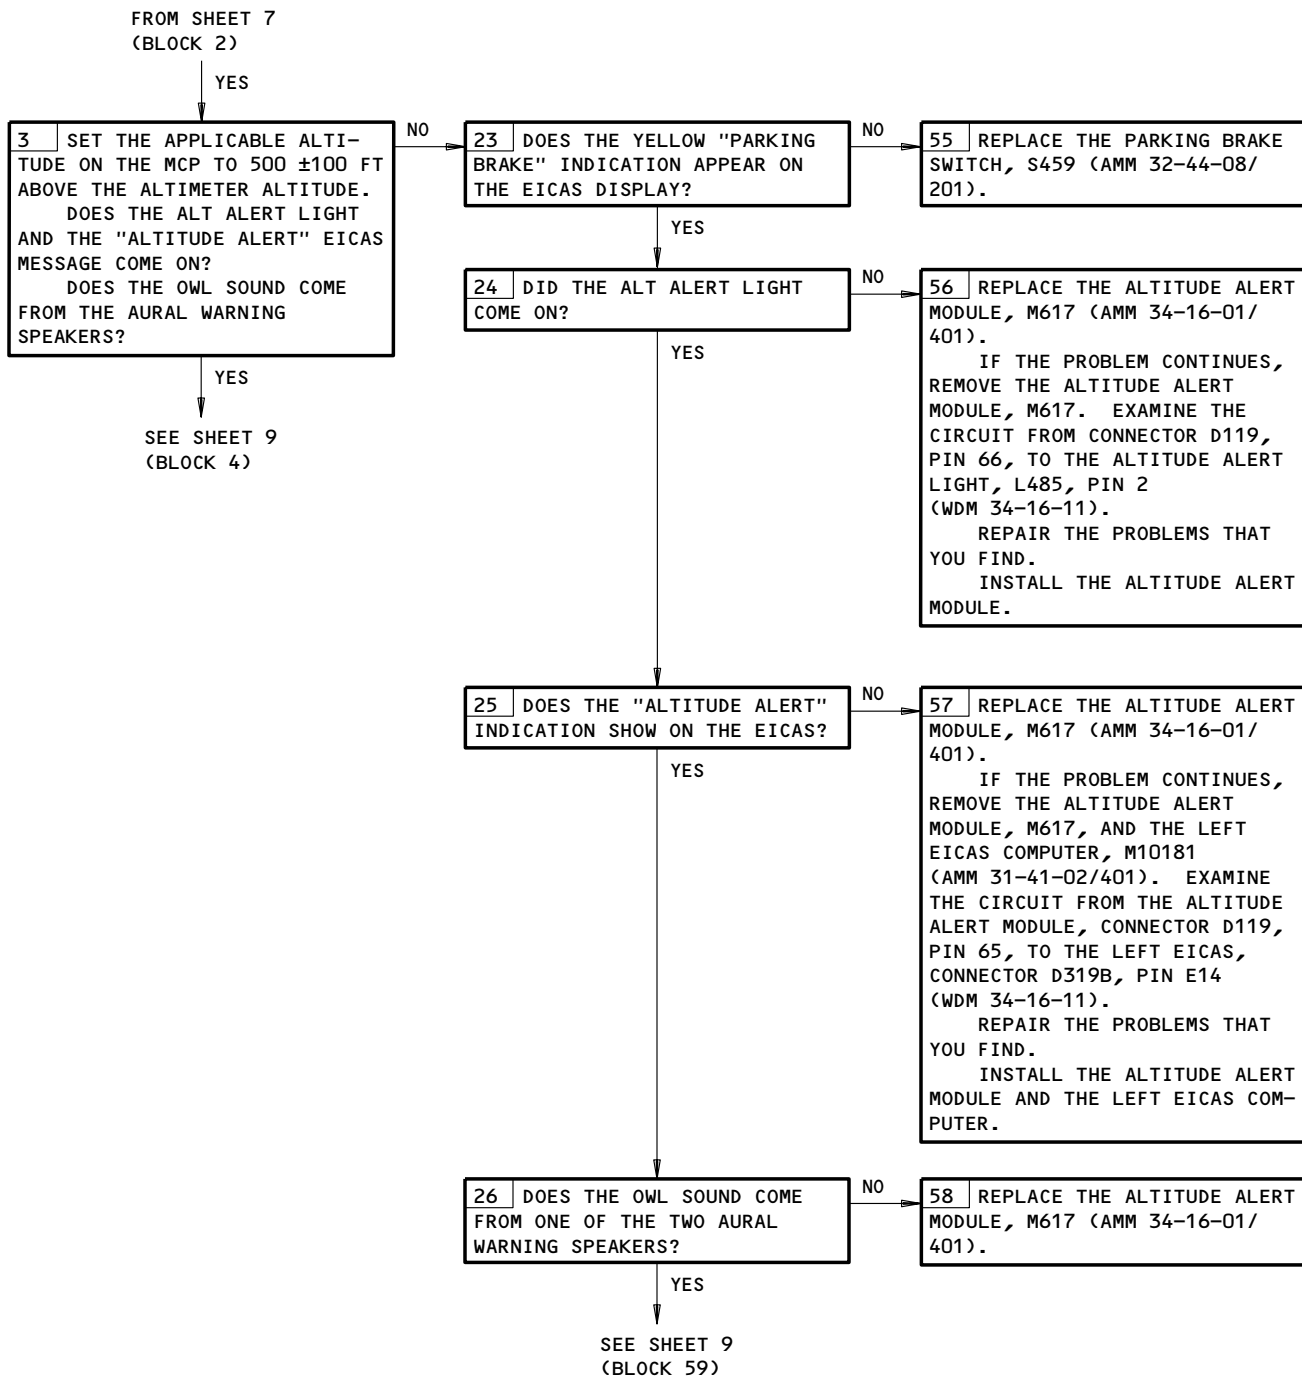 FROM SHEET 7
(BLOCK 2)
YES
3 SET THE APPLICABLE ALTI-
TUDE ON THE MCP TO 500 ±100 FT
ABOVE THE ALTIMETER ALTITUDE.
DOES THE ALT ALERT LIGHT
AND THE "ALTITUDE ALERT" EICAS
MESSAGE COME ON?
DOES THE OWL SOUND COME
FROM THE AURAL WARNING
SPEAKERS?
YES
SEE SHEET 9
(BLOCK 4)
NO
23 DOES THE YELLOW "PARKING
BRAKE" INDICATION APPEAR ON
THE EICAS DISPLAY?
NO
55 REPLACE THE PARKING BRAKE
SWITCH, S459 (AMM 32-44-08/
201).
YES
24 DID THE ALT ALERT LIGHT
COME ON?
NO
56 REPLACE THE ALTITUDE ALERT
MODULE, M617 (AMM 34-16-01/
401).
IF THE PROBLEM CONTINUES,
REMOVE THE ALTITUDE ALERT
MODULE, M617. EXAMINE THE
CIRCUIT FROM CONNECTOR D119,
PIN 66, TO THE ALTITUDE ALERT
LIGHT, L485, PIN 2
(WDM 34-16-11).
REPAIR THE PROBLEMS THAT
YOU FIND.
INSTALL THE ALTITUDE ALERT
MODULE.
YES
25 DOES THE "ALTITUDE ALERT"
INDICATION SHOW ON THE EICAS?
NO
57 REPLACE THE ALTITUDE ALERT
MODULE, M617 (AMM 34-16-01/
401).
IF THE PROBLEM CONTINUES,
REMOVE THE ALTITUDE ALERT
MODULE, M617, AND THE LEFT
EICAS COMPUTER, M10181
(AMM 31-41-02/401). EXAMINE
THE CIRCUIT FROM THE ALTITUDE
ALERT MODULE, CONNECTOR D119,
PIN 65, TO THE LEFT EICAS,
CONNECTOR D319B, PIN E14
(WDM 34-16-11).
REPAIR THE PROBLEMS THAT
YOU FIND.
INSTALL THE ALTITUDE ALERT
MODULE AND THE LEFT EICAS COM-
PUTER.
YES
26 DOES THE OWL SOUND COME
FROM ONE OF THE TWO AURAL
WARNING SPEAKERS?
NO
58 REPLACE THE ALTITUDE ALERT
MODULE, M617 (AMM 34-16-01/
401).
YES
SEE SHEET 9
(BLOCK 59)